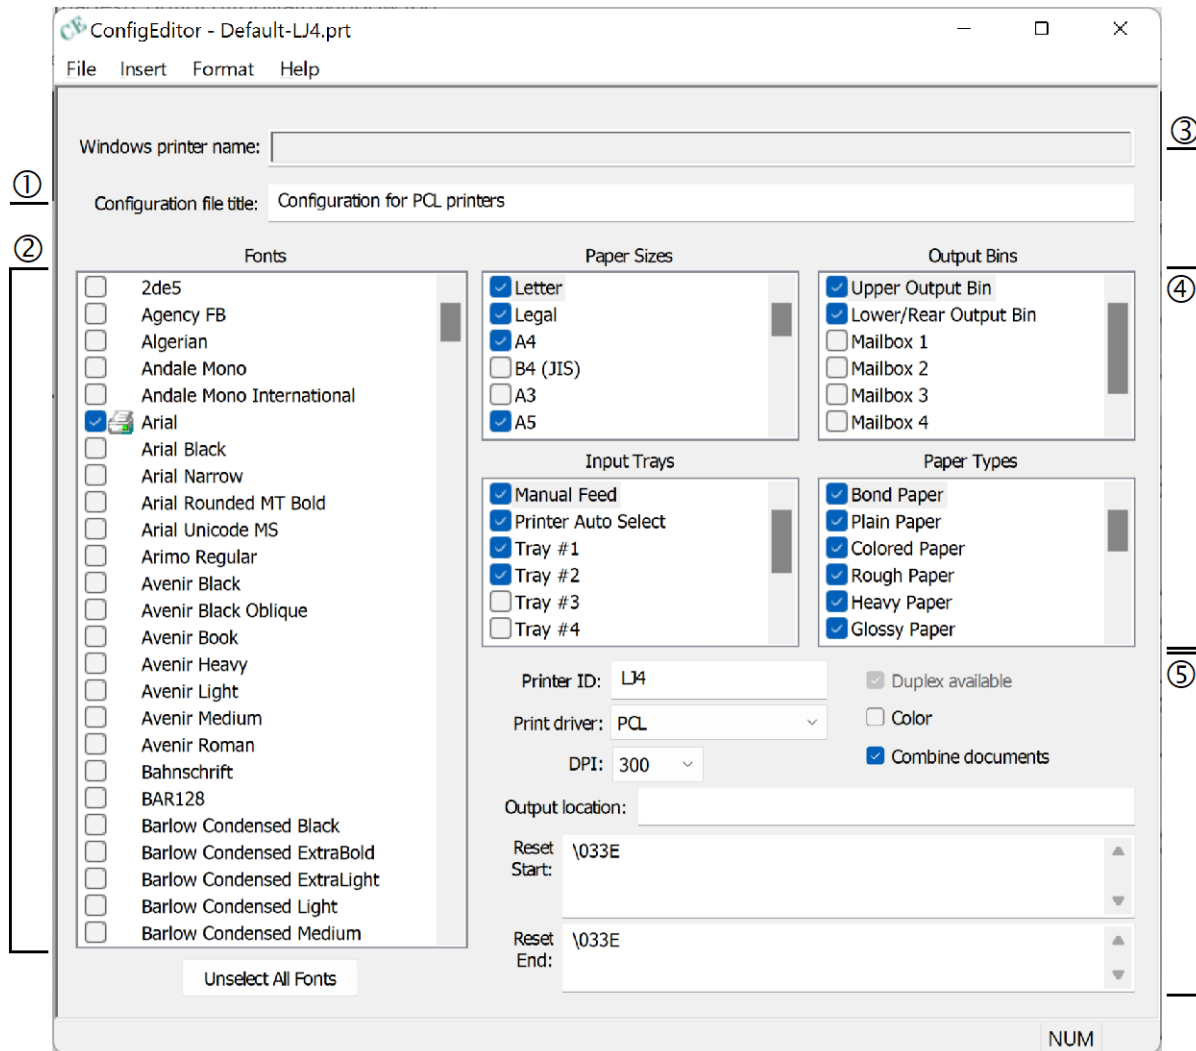 ConfigEditor - Default-LJ4.prt
File Insert Format Help
③
Windows printer name:
①
Configuration file title: Configuration for PCL printers
②
Fonts
2de5
Agency FB
Algerian
Andale Mono
Andale Mono International
Arial
Arial Black
Arial Narrow
Arial Rounded MT Bold
Arial Unicode MS
Arimo Regular
Avenir Black
Avenir Black Oblique
Avenir Book
Avenir Heavy
Avenir Light
Avenir Medium
Avenir Roman
Bahnschrift
BAR128
Barlow Condensed Black
Barlow Condensed ExtraBold
Barlow Condensed ExtraLight
Barlow Condensed Light
Barlow Condensed Medium
Unselect All Fonts
Paper Sizes
Letter
Legal
A4
B4 (JIS)
A3
A5
Output Bins
④
Upper Output Bin
Lower/Rear Output Bin
Mailbox 1
Mailbox 2
Mailbox 3
Mailbox 4
Input Trays
Manual Feed
Printer Auto Select
Tray #1
Tray #2
Tray #3
Tray #4
Paper Types
Bond Paper
Plain Paper
Colored Paper
Rough Paper
Heavy Paper
Glossy Paper
⑤
Printer ID: LJ4
Duplex available
Print driver: PCL
Color
DPI: 300
Combine documents
Output location:
Reset
Start:
\033E
Reset
End:
\033E
NUM